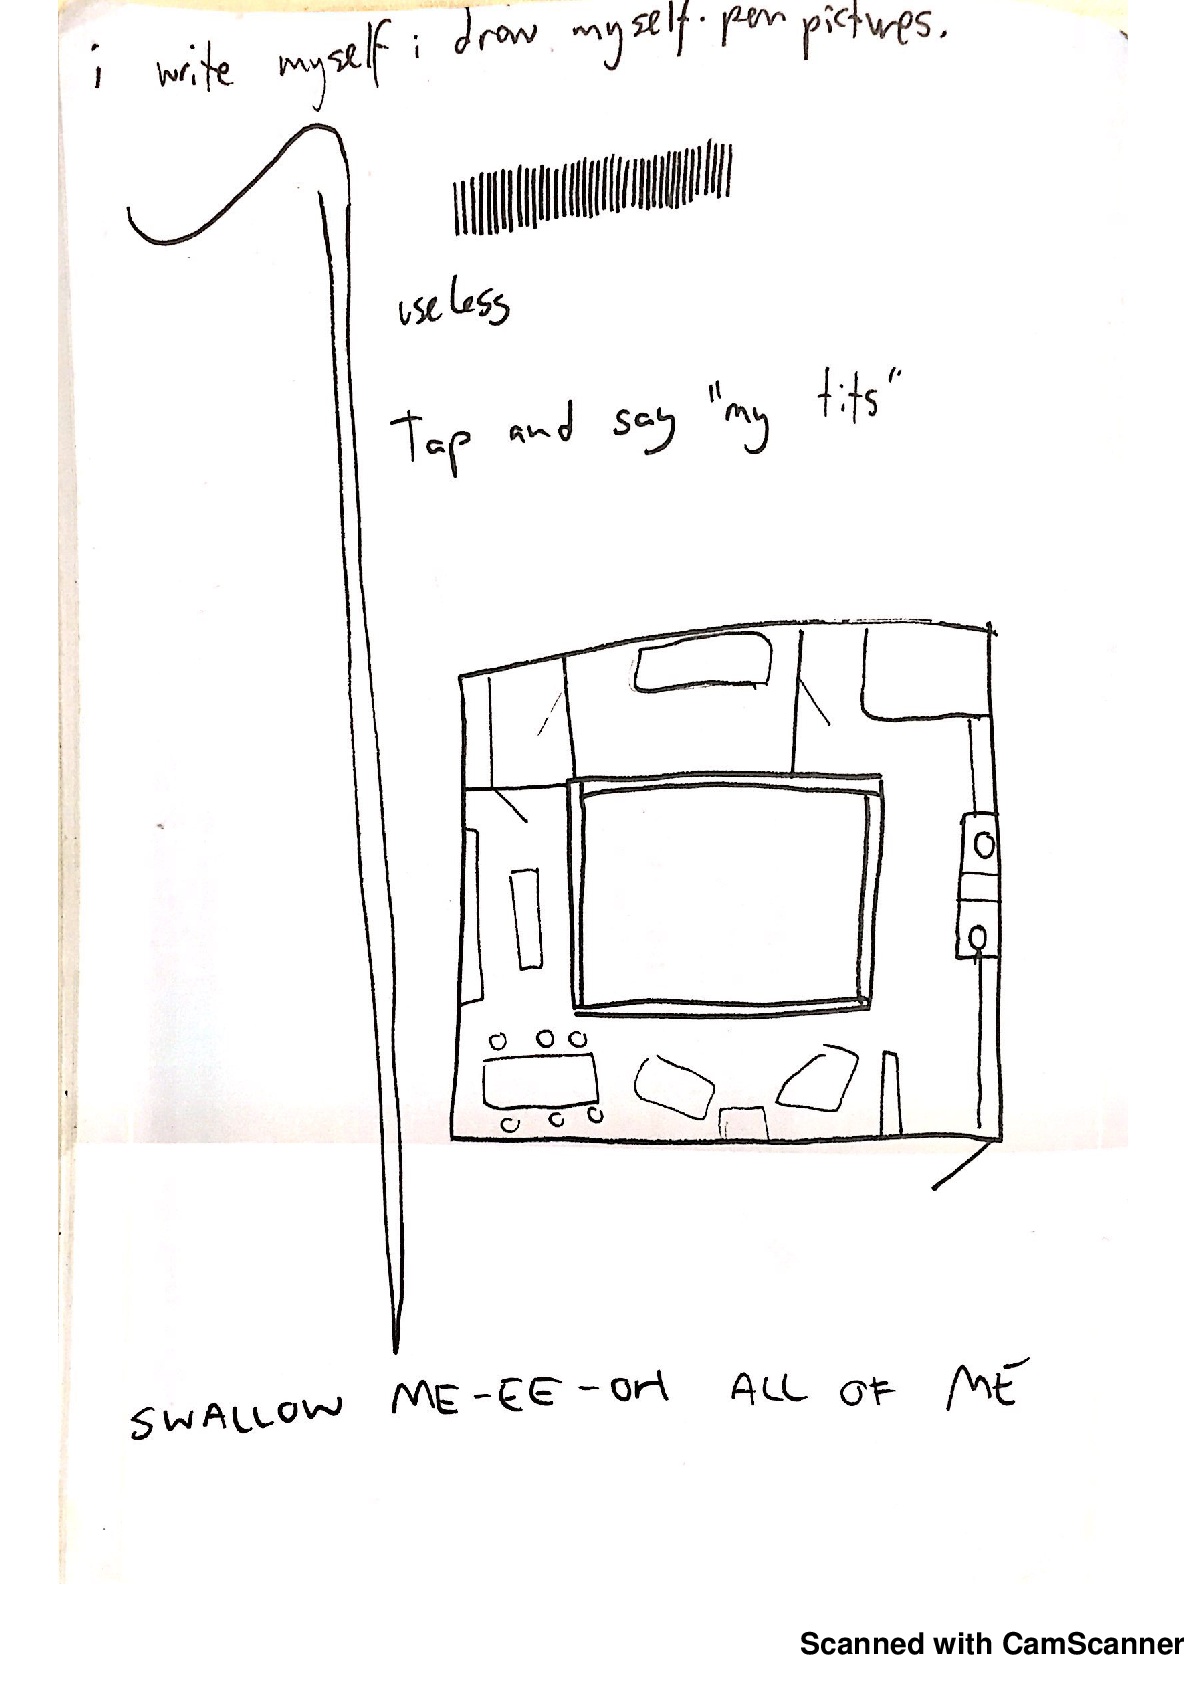 i write myself i draw myself. pen pictures.
useless
Tap and say "my tits"
SWALLOW ME-EE-OH ALL OF ME
Scanned with CamScanner